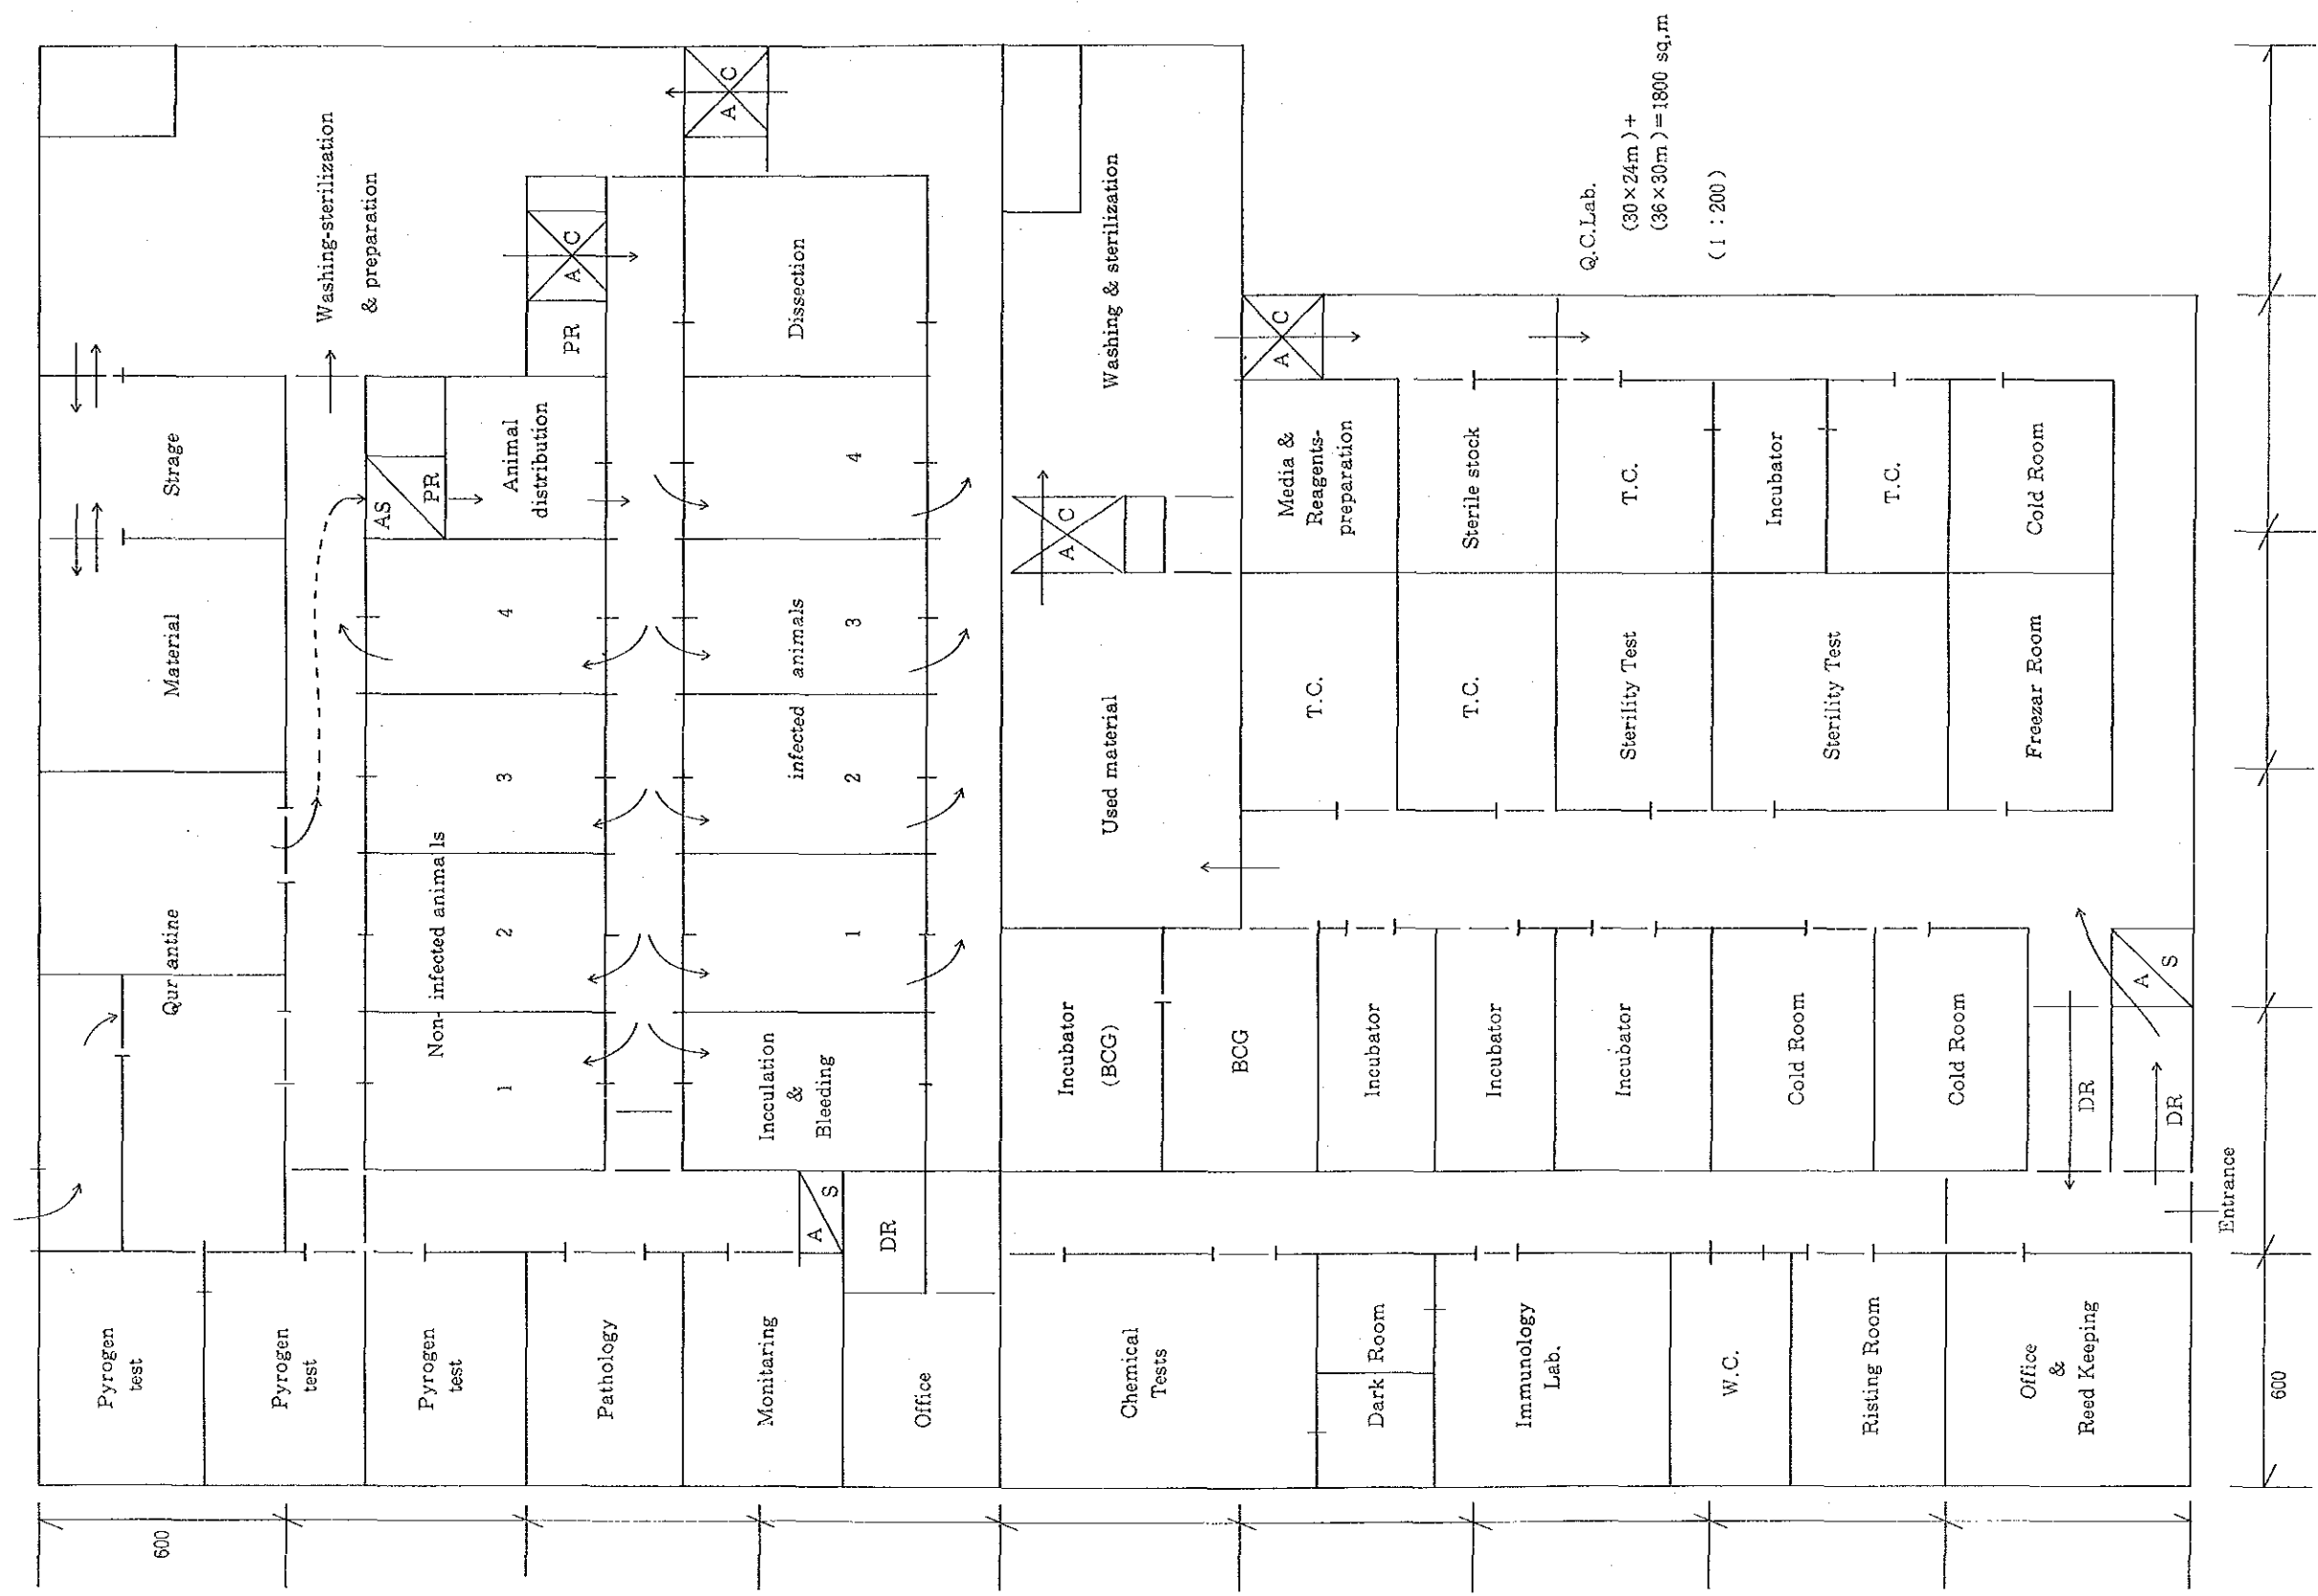 Pyrogen
test
Pyrogen
test
Pyrogen
test
Pathology
Monitaring
Office
Chemical
Tests
Dark Room
Immunology
Lab.
W.C.
Risting Room
Office
&
Reed Keeping
Qurantine
Material
Strage
Washing-sterilization
& preparation
Non-infected animals
1
2
3
4
AS
PR
Animal
distribution
PR
A C
A C
Inculation
&
Bleeding
infected animals
1
2
3
4
Dissection
A S
DR
Incubator
(BCG)
BCG
Incubator
Incubator
Incubator
Cold Room
Cold Room
DR
DR
A S
Entrance
Used material
A C
Washing & sterilization
A C
T.C.
T.C.
Sterility Test
Sterility Test
Freezar Room
Media &
Reagents-
preparation
Sterile stock
T.C.
Incubator
T.C.
Cold Room
Q.C.Lab.
(30×24m)+
(36×30m)=1800 sq,m
(1 : 200)
600
600